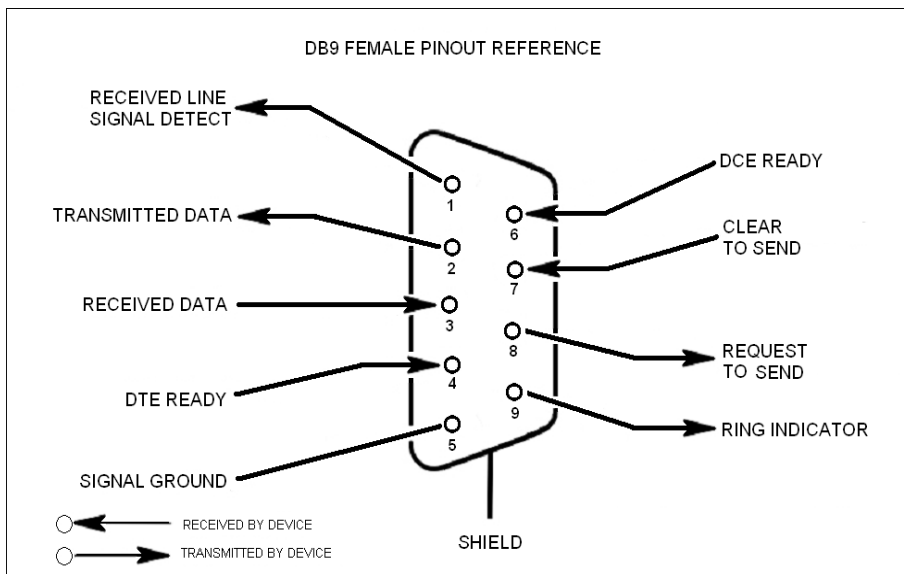 DB9 FEMALE PINOUT REFERENCE
RECEIVED LINE
SIGNAL DETECT
TRANSMITTED DATA
RECEIVED DATA
DTE READY
SIGNAL GROUND
1
2
3
4
5
6
7
8
9
DCE READY
CLEAR
TO SEND
REQUEST
TO SEND
RING INDICATOR
SHIELD
RECEIVED BY DEVICE
TRANSMITTED BY DEVICE